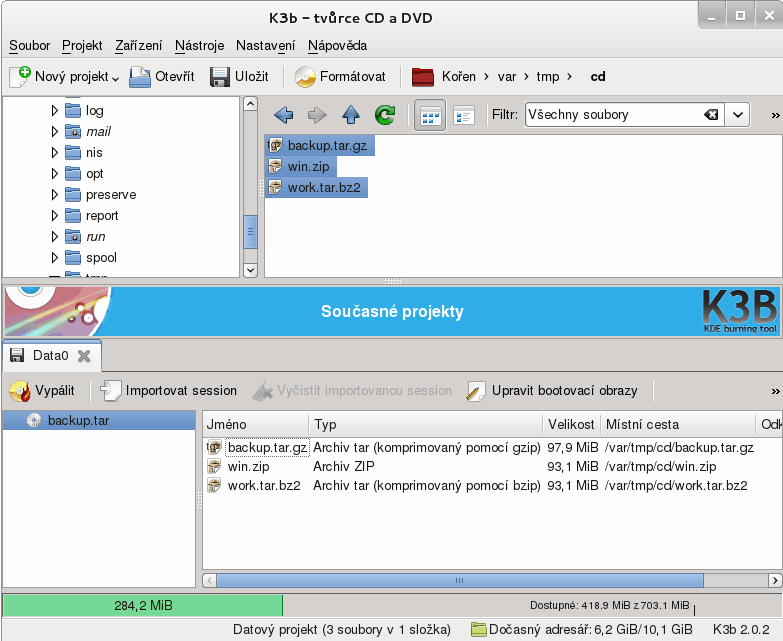 K3b – tvůrce CD a DVD
Soubor Projekt Zařízení Nástroje Nastavení Nápověda
Nový projekt Otevřít Uložit Formátovat Kořen var tmp cd
log
mail
nis
opt
preserve
report
run
spool
tmp
Filtr: Všechny soubory »
backup.tar.gz
win.zip
work.tar.bz2
Současné projekty
K3B
KDE burning tool
Data0
Vypálit Importovat session Vyčistit importovanou session Upravit bootovací obrazy »
backup.tar
Jméno Typ Velikost Místní cesta Odk
backup.tar.gz Archiv tar (komprimovaný pomocí gzip) 97,9 MiB /var/tmp/cd/backup.tar.gz
win.zip Archiv ZIP 93,1 MiB /var/tmp/cd/win.zip
work.tar.bz2 Archiv tar (komprimovaný pomocí bzip) 93,1 MiB /var/tmp/cd/work.tar.bz2
284,2 MiB Dostupné: 418,9 MiB z 703,1 MiB
Datový projekt (3 soubory v 1 složka) Dočasný adresář: 6,2 GiB/10,1 GiB K3b 2.0.2